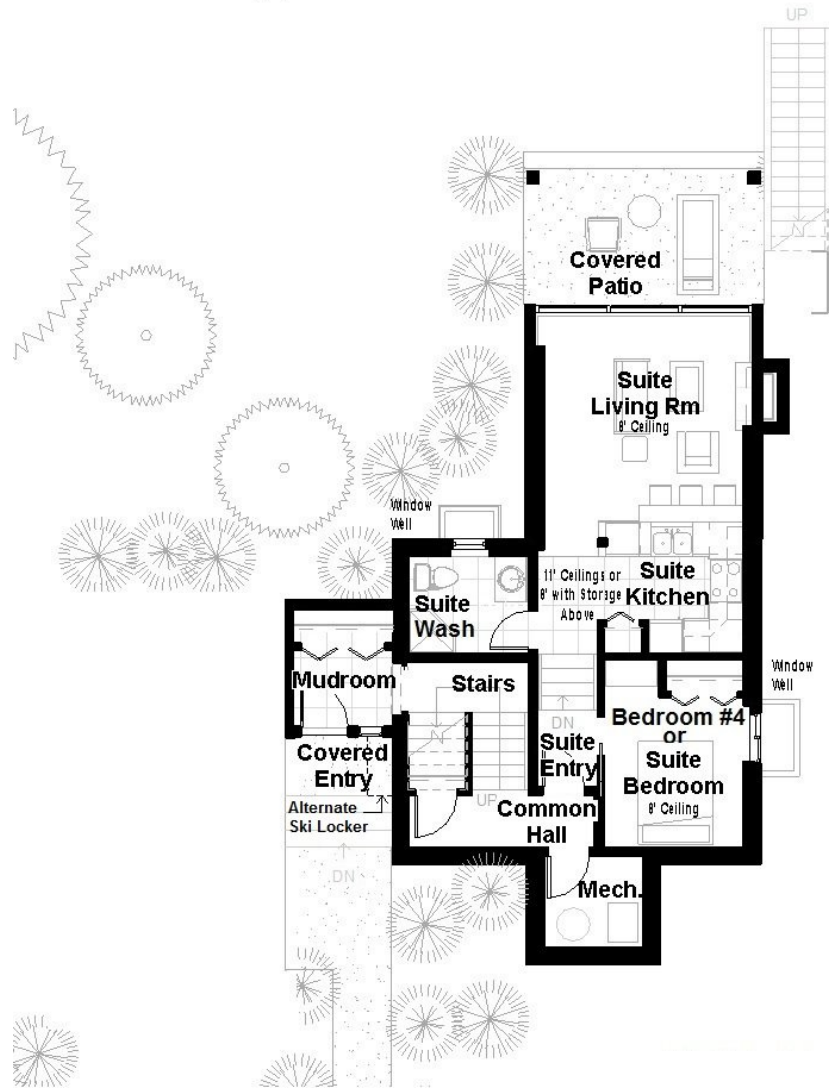 UP
Covered
Patio
Suite
Living Rm
8' Ceiling
Window
Well
11' Ceilings or
8' with Storage
Above
Suite
Kitchen
Suite
Wash
Mudroom
Stairs
Window
Well
DN
Bedroom #4
or
Suite
Bedroom
8' Ceiling
Suite
Entry
Covered
Entry
Alternate
Ski Locker
UP
Common
Hall
DN
Mech.